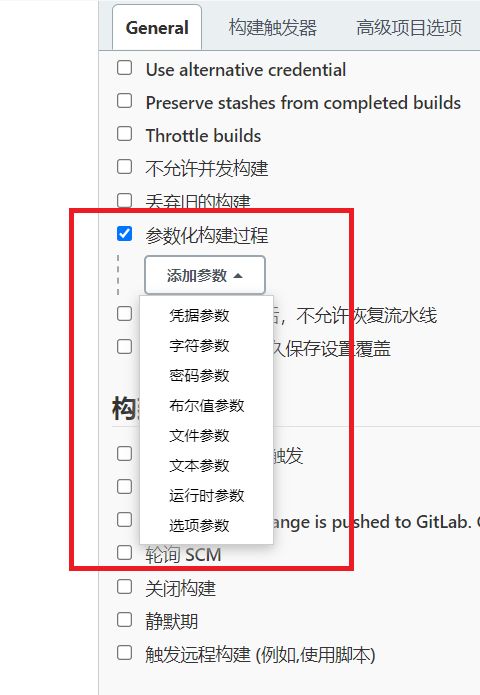 General 构建触发器 高级项目选项
Use alternative credential
Preserve stashes from completed builds
Throttle builds
不允许并发构建
丢弃旧的构建
参数化构建过程
添加参数
凭据参数
后，不允许恢复流水线
字符参数
久保存设置覆盖
密码参数
布尔值参数
构
文件参数
触发
文本参数
运行时参数
ange is pushed to GitLab.
选项参数
轮询 SCM
关闭构建
静默期
触发远程构建 (例如,使用脚本)